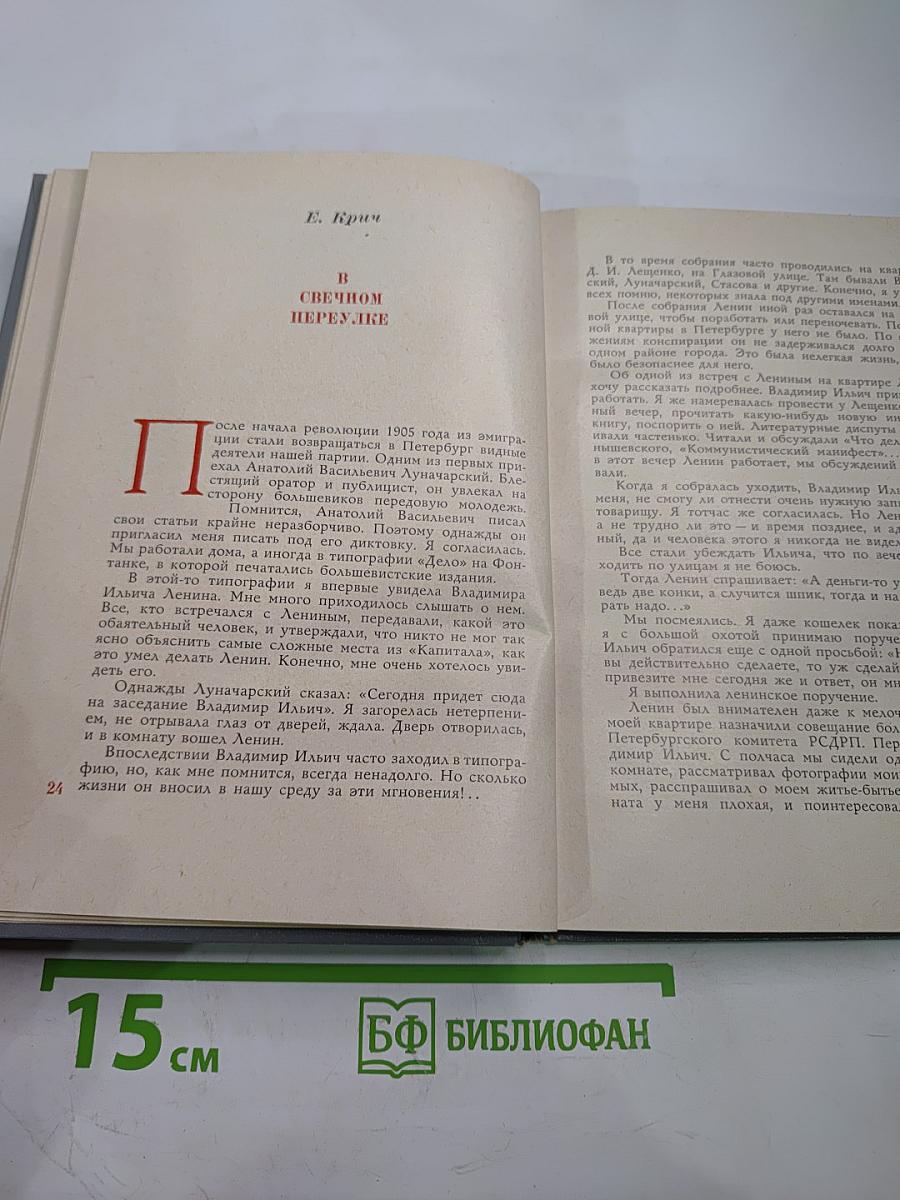 Е. Крич
В
СВЕЧНОМ
ПЕРЕУЛКЕ
После начала революции 1905 года из эмигра-
ции стали возвращаться в Петербург видные
деятели нашей партии. Одним из первых при-
ехал Анатолий Васильевич Луначарский. Бле-
стящий оратор и публицист, он увлекал на
сторону большевиков передовую молодежь.
Помнится, Анатолий Васильевич писал
свои статьи крайне неразборчиво. Поэтому однажды он
пригласил меня писать под его диктовку. Я согласилась.
Мы работали дома, а иногда в типографии «Дело» на Фон-
танке, в которой печатались большевистские издания.
В этой-то типографии я впервые увидела Владимира
Ильича Ленина. Мне много приходилось слышать о нем.
Все, кто встречался с Лениным, передавали, какой это
обаятельный человек, и утверждали, что никто не мог так
ясно объяснить самые сложные места из «Капитала», как
это умел делать Ленин. Конечно, мне очень хотелось уви-
деть его.
Однажды Луначарский сказал: «Сегодня придет сюда
на заседание Владимир Ильич». Я загорелась нетерпени-
ем, не отрывала глаз от дверей, ждала. Дверь отворилась,
и в комнату вошел Ленин.
Впоследствии Владимир Ильич часто заходил в типогра-
фию, но, как мне помнится, всегда ненадолго. Но сколько
жизни он вносил в нашу среду за эти мгновения!..
24
В то время собрания часто проводились на квар
Д. И. Лещенко, на Глазовой улице. Там бывали В
ский, Луначарский, Стасова и другие. Конечно, я у
всех помню, некоторых знала под другими именами.
После собрания Ленин иной раз оставался на
вой улице, чтобы поработать или переночевать. По
ной квартиры в Петербурге у него не было. По
жениям конспирации он не задерживался долго
одном районе города. Это была нелегкая жизнь,
было безопаснее для него.
Об одной из встреч с Лениным на квартире
хочу рассказать подробнее. Владимир Ильич при
работать. Я же намеревалась провести у Лещенко
ный вечер, прочитать какую-нибудь новую ин
книгу, поспорить о ней. Литературные диспуты
ивали частенько. Читали и обсуждали «Что дел
нышевского, «Коммунистический манифест»...
в этот вечер Ленин работает, мы обсуждений
вали.
Когда я собралась уходить, Владимир Иль
меня, не смогу ли отнести очень нужную запи
товарищу. Я тотчас же согласилась. Но Лен
а не трудно ли это — и время позднее, и ад
ный, да и человека этого я никогда не видел
Все стали убеждать Ильича, что по вече
ходить по улицам я не боюсь.
Тогда Ленин спрашивает: «А деньги-то у
ведь две конки, а случится шпик, тогда и на
рать надо...»
Мы посмеялись. Я даже кошелек пока
я с большой охотой принимаю поруче
Ильич обратился еще с одной просьбой: «
вы действительно сделаете, то уж сделай
привезите мне сегодня же и ответ, он мн
Я выполнила ленинское поручение.
Ленин был внимателен даже к мелоч
моей квартире назначили совещание бол
Петербургского комитета РСДРП. Пер
димир Ильич. С полчаса мы сидели од
комнате, рассматривал фотографии мои
мых, расспрашивал о моем житье-бытье
ната у меня плохая, и поинтересова
15 см
БФ БИБЛИОФАН